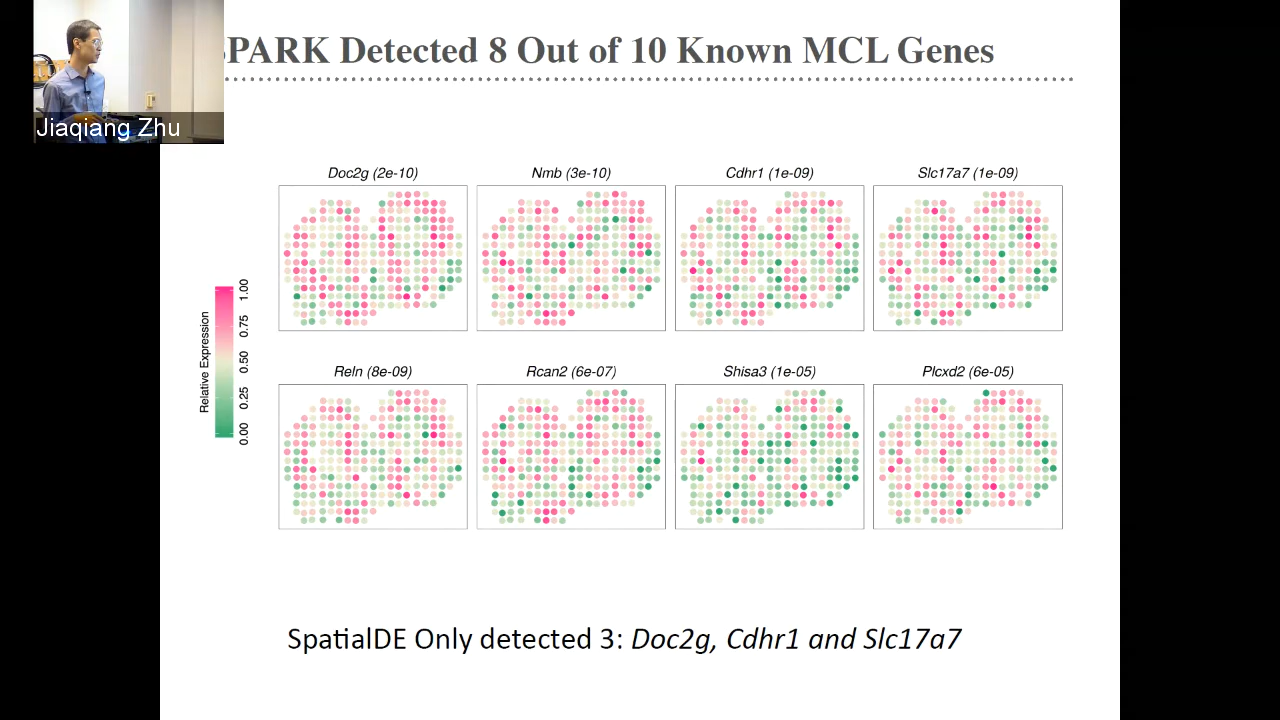 SPARK Detected 8 Out of 10 Known MCL Genes
Jiaqiang Zhu
Doc2g (2e-10)
Nmb (3e-10)
Cdhr1 (1e-09)
Slc17a7 (1e-09)
Relative Expression
1.00
0.75
0.50
0.25
0.00
Reln (8e-09)
Rcan2 (6e-07)
Shisa3 (1e-05)
Plcxd2 (6e-05)
SpatialDE Only detected 3: Doc2g, Cdhr1 and Slc17a7